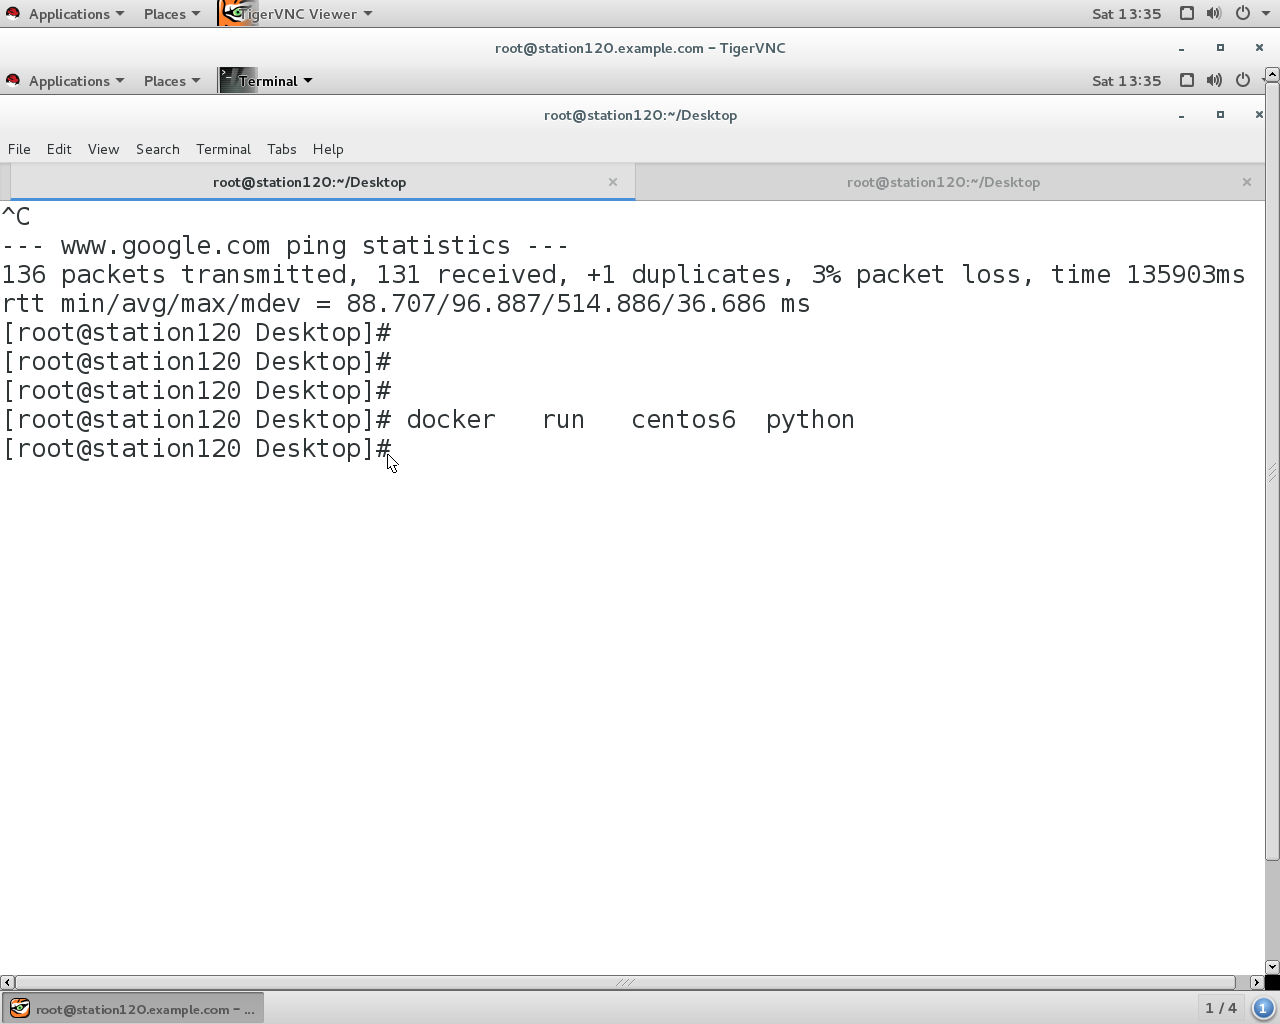 Applications Places TigerVNC Viewer Sat 13:35
root@station120.example.com - TigerVNC
Applications Places Terminal Sat 13:35
root@station120:~/Desktop
File Edit View Search Terminal Tabs Help
root@station120:~/Desktop root@station120:~/Desktop
^C
--- www.google.com ping statistics ---
136 packets transmitted, 131 received, +1 duplicates, 3% packet loss, time 135903ms
rtt min/avg/max/mdev = 88.707/96.887/514.886/36.686 ms
[root@station120 Desktop]#
[root@station120 Desktop]#
[root@station120 Desktop]#
[root@station120 Desktop]# docker   run   centos6  python
[root@station120 Desktop]#
root@station120.example.com - ... 1 / 4 1